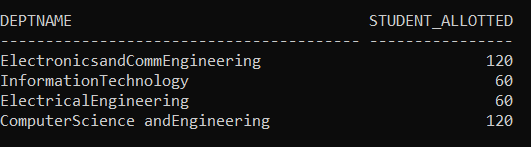 DEPTNAME STUDENT_ALLOTTED
---------------------------------------- ----------------
ElectronicsandCommEngineering 120
InformationTechnology 60
ElectricalEngineering 60
ComputerScience andEngineering 120